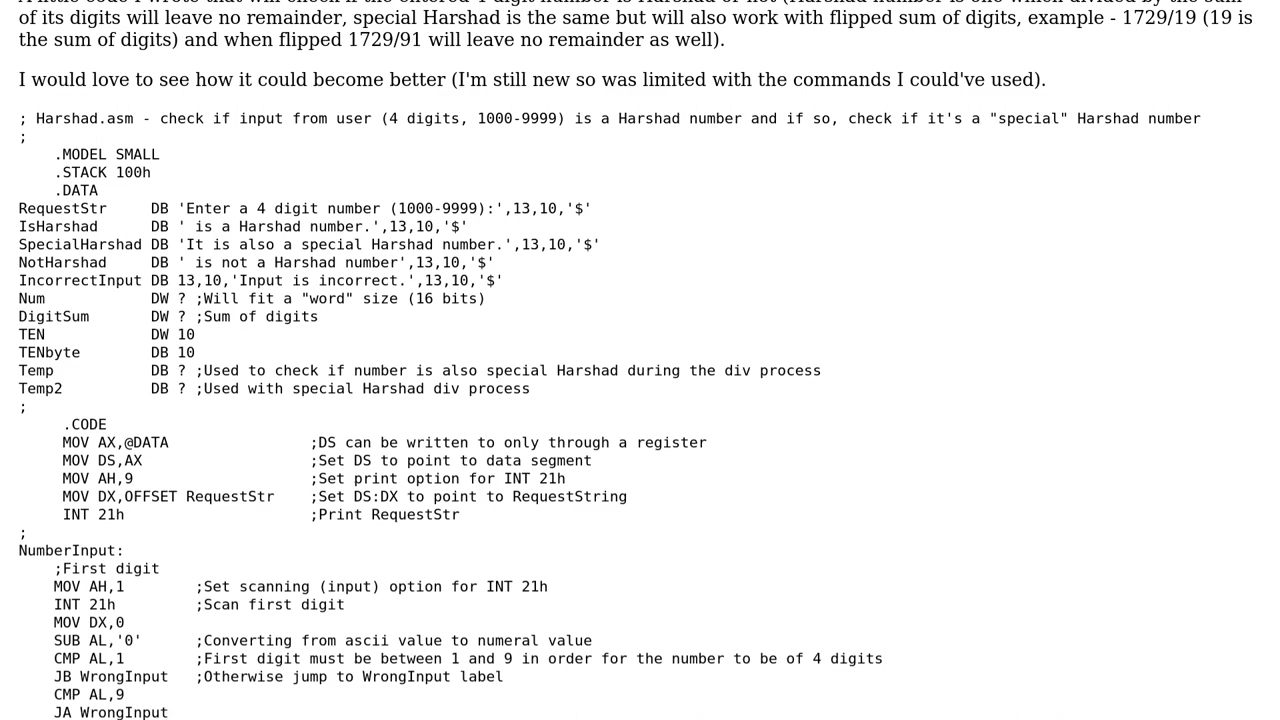 of its digits will leave no remainder, special Harshad is the same but will also work with flipped sum of digits, example - 1729/19 (19 is
the sum of digits) and when flipped 1729/91 will leave no remainder as well).
I would love to see how it could become better (I'm still new so was limited with the commands I could've used).
; Harshad.asm - check if input from user (4 digits, 1000-9999) is a Harshad number and if so, check if it's a "special" Harshad number
;
    .MODEL SMALL
    .STACK 100h
    .DATA
RequestStr     DB 'Enter a 4 digit number (1000-9999):',13,10,'$'
IsHarshad      DB ' is a Harshad number.',13,10,'$'
SpecialHarshad DB 'It is also a special Harshad number.',13,10,'$'
NotHarshad     DB ' is not a Harshad number',13,10,'$'
IncorrectInput DB 13,10,'Input is incorrect.',13,10,'$'
Num            DW ? ;Will fit a "word" size (16 bits)
DigitSum       DW ? ;Sum of digits
TEN            DW 10
TENbyte        DB 10
Temp           DB ? ;Used to check if number is also special Harshad during the div process
Temp2          DB ? ;Used with special Harshad div process
;
     .CODE
     MOV AX,@DATA                ;DS can be written to only through a register
     MOV DS,AX                   ;Set DS to point to data segment
     MOV AH,9                    ;Set print option for INT 21h
     MOV DX,OFFSET RequestStr    ;Set DS:DX to point to RequestString
     INT 21h                     ;Print RequestStr
;
NumberInput:
    ;First digit
    MOV AH,1        ;Set scanning (input) option for INT 21h
    INT 21h         ;Scan first digit
    MOV DX,0
    SUB AL,'0'      ;Converting from ascii value to numeral value
    CMP AL,1        ;First digit must be between 1 and 9 in order for the number to be of 4 digits
    JB WrongInput   ;Otherwise jump to WrongInput label
    CMP AL,9
    JA WrongInput